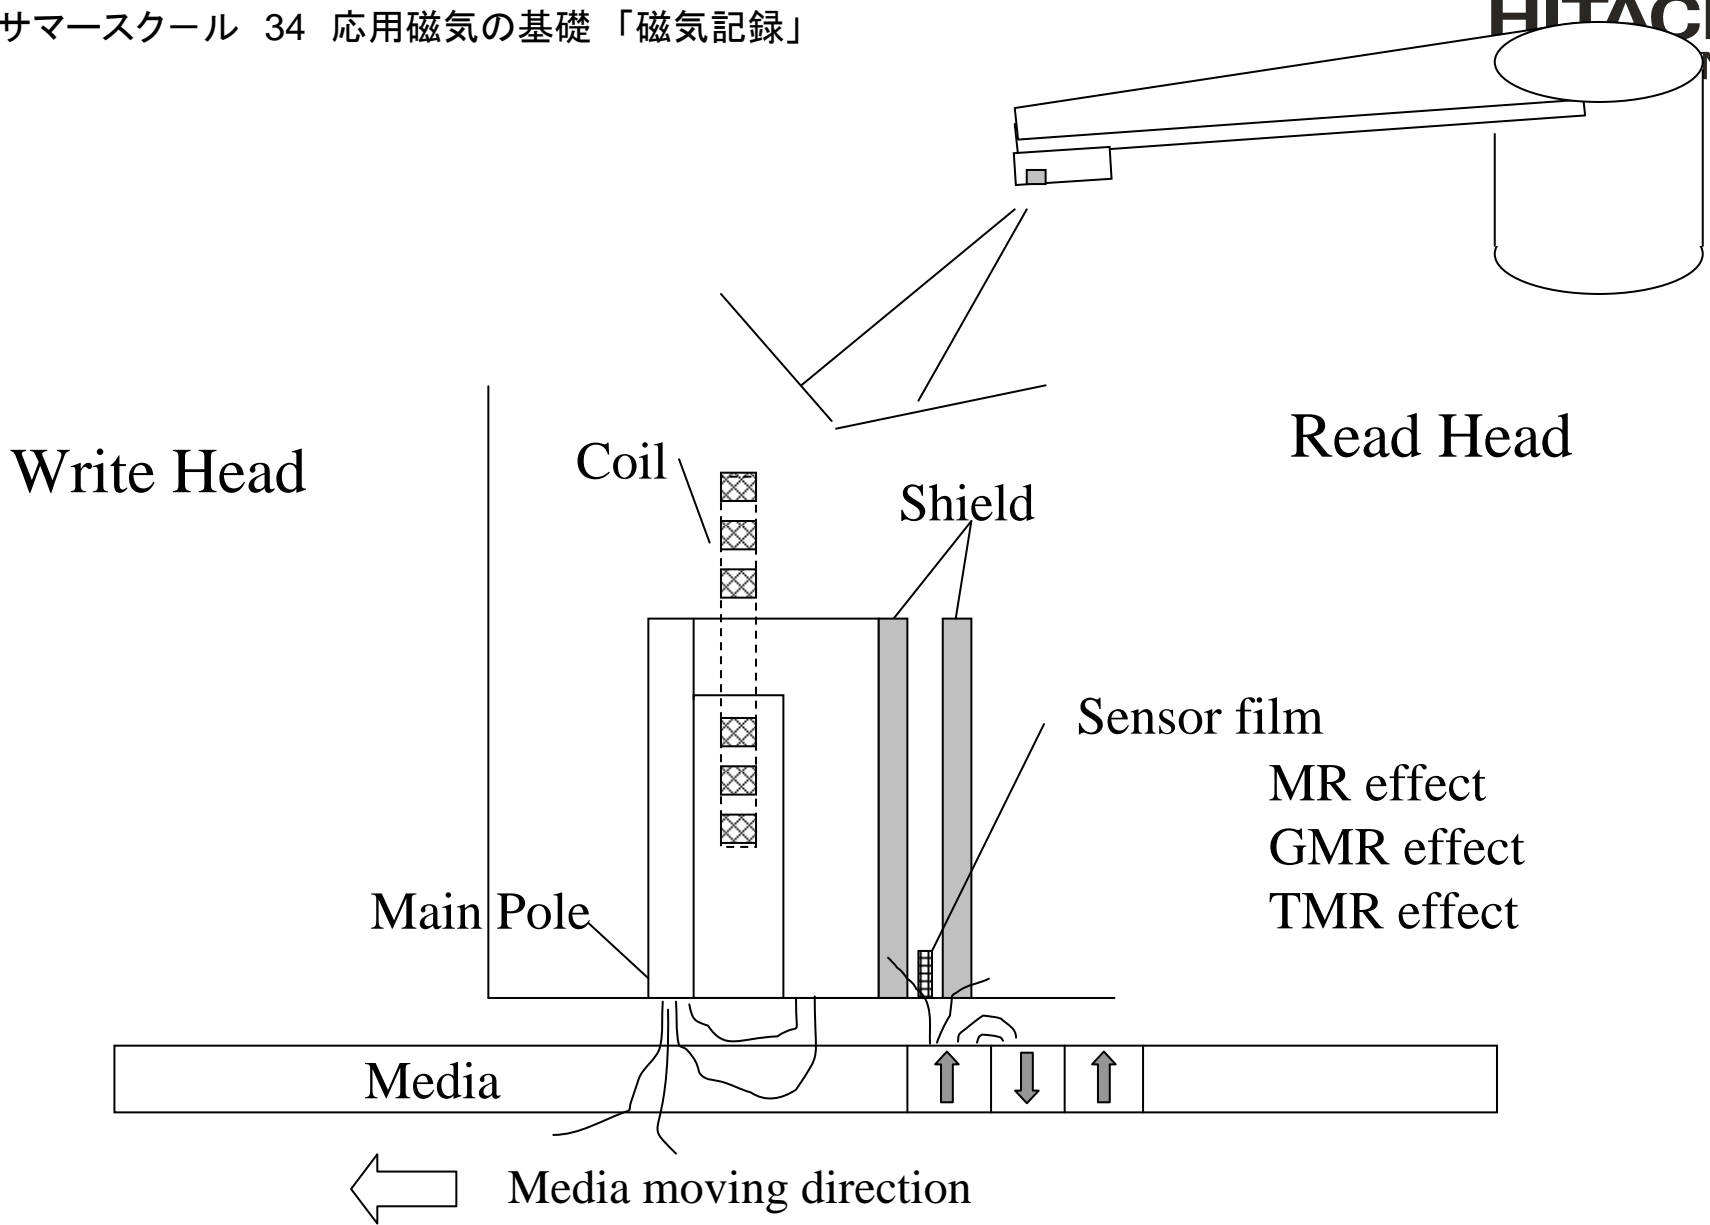 サマースクール 34 応用磁気の基礎 「磁気記録」
Write Head
Coil
Shield
Read Head
Sensor film
MR effect
GMR effect
TMR effect
Main Pole
Media
Media moving direction